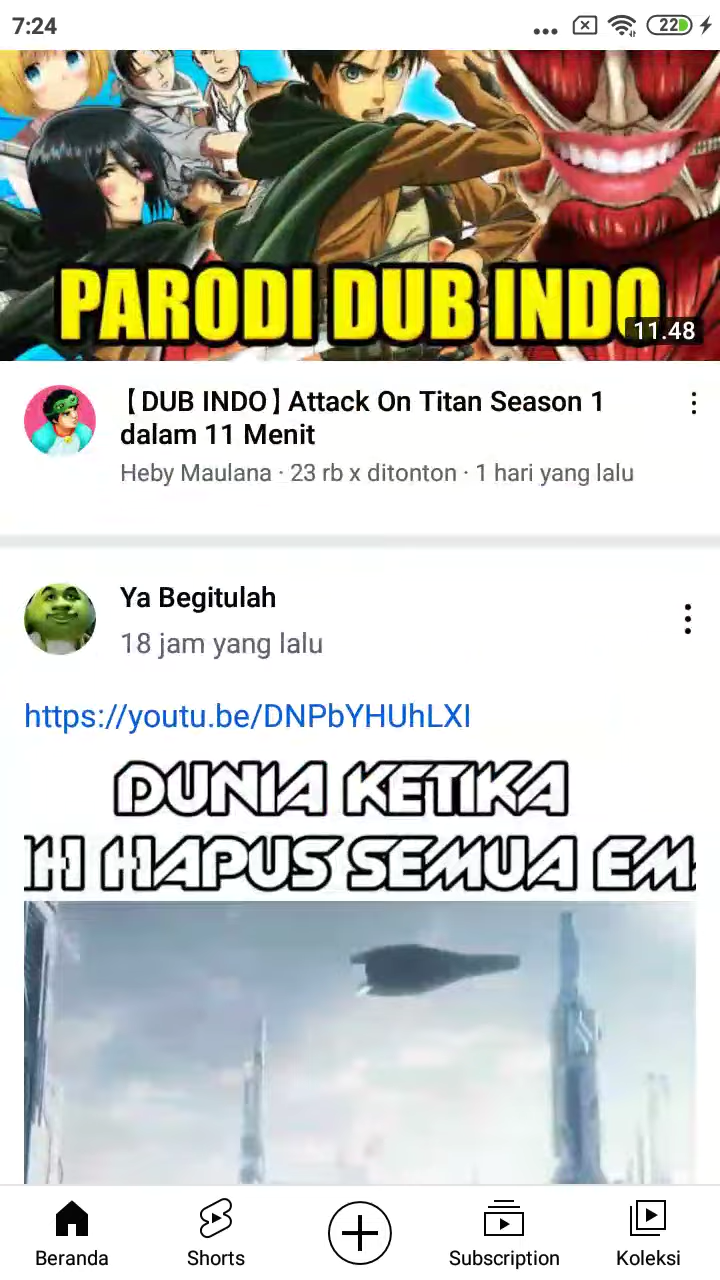 7:24
22
PARODI DUB INDO
11.48
【DUB INDO】Attack On Titan Season 1
dalam 11 Menit
Heby Maulana · 23 rb x ditonton · 1 hari yang lalu
Ya Begitulah
18 jam yang lalu
https://youtu.be/DNPbYHUhLXI
DUNIA KETIKA
HAPUS SEMUA
Beranda
Shorts
Subscription
Koleksi